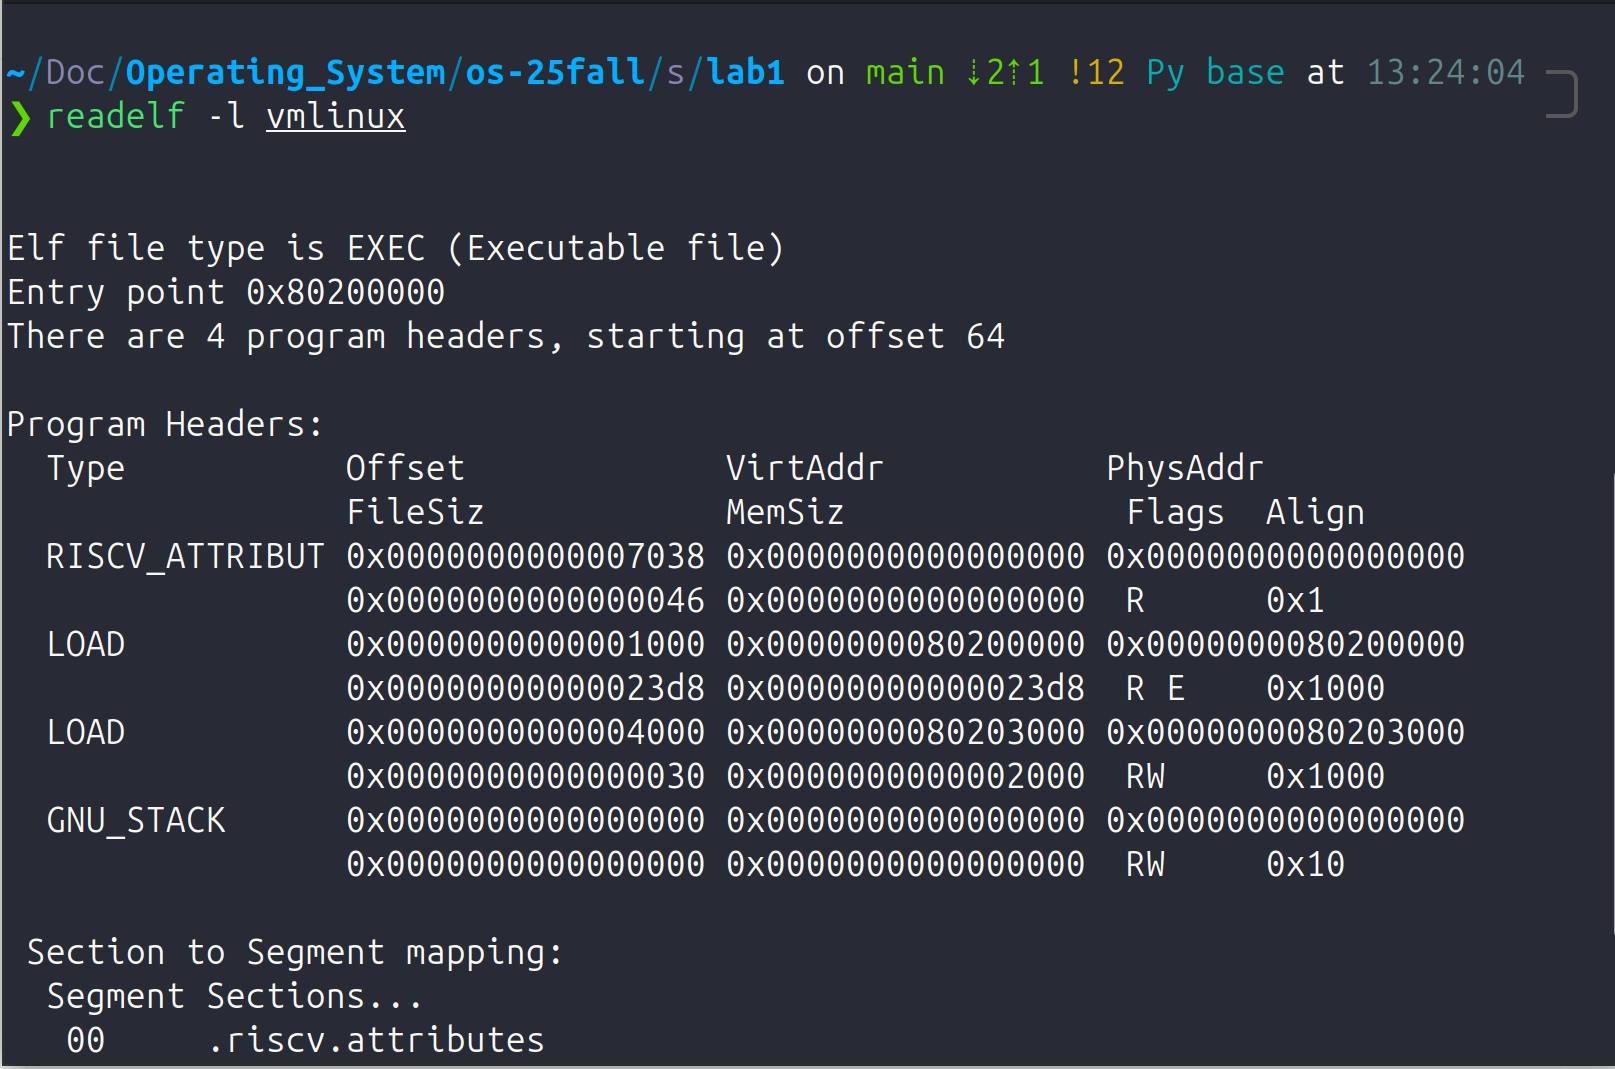 ~/Doc/Operating_System/os-25fall/s/lab1 on main ⇣2⇡1 !12 Py base at 13:24:04
❯ readelf -l vmlinux
Elf file type is EXEC (Executable file)
Entry point 0x80200000
There are 4 program headers, starting at offset 64
Program Headers:
  Type           Offset             VirtAddr           PhysAddr
                 FileSiz            MemSiz              Flags  Align
  RISCV_ATTRIBUT 0x0000000000007038 0x0000000000000000 0x0000000000000000
                 0x0000000000000046 0x0000000000000000  R      0x1
  LOAD           0x0000000000001000 0x0000000080200000 0x0000000080200000
                 0x00000000000023d8 0x00000000000023d8  R E    0x1000
  LOAD           0x0000000000004000 0x0000000080203000 0x0000000080203000
                 0x0000000000000030 0x0000000000002000  RW     0x1000
  GNU_STACK      0x0000000000000000 0x0000000000000000 0x0000000000000000
                 0x0000000000000000 0x0000000000000000  RW     0x10
 Section to Segment mapping:
  Segment Sections...
   00     .riscv.attributes